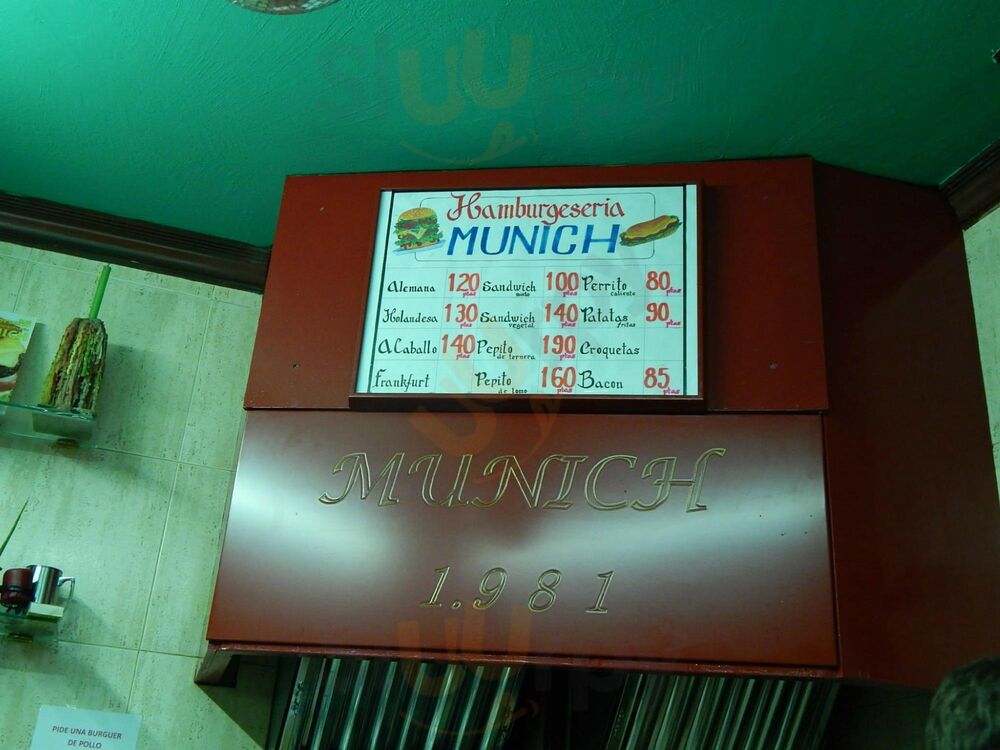 Hamburgeseria
MUNICH
Alemana 120 ptas Sandwich mixto 100 ptas Perrito caliente 80 ptas
Holandesa 130 ptas Sandwich vegetal 140 ptas Patatas fritas 90 ptas
A Caballo 140 ptas Pepito de ternera 190 ptas Croquetas
Frankfurt Pepito de lomo 160 ptas Bacon 85 ptas
MUNICH
1.981
PIDE UNA BURGUER
DE POLLO